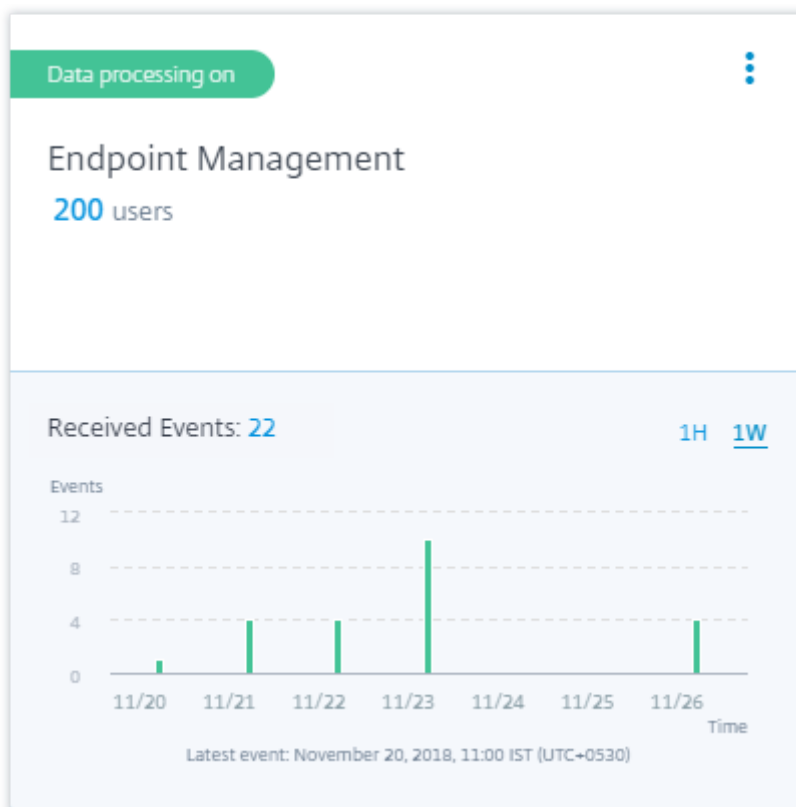 Data processing on
Endpoint Management
200 users
Received Events: 22
1H 1W
Events
12
8
4
0
11/20 11/21 11/22 11/23 11/24 11/25 11/26
Time
Latest event: November 20, 2018, 11:00 IST (UTC+0530)